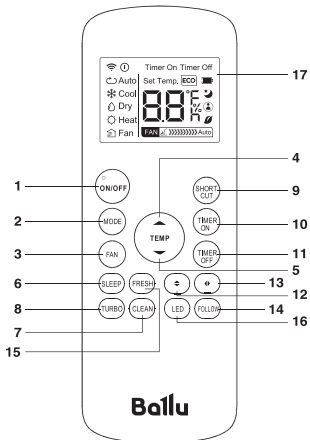 Timer On Timer Off
Auto Set Temp. ECO
17
Cool
Dry
Heat
Fan
88 °F h
FAN Auto
4
1 ON/OFF
SHORT CUT 9
2 MODE
TEMP
TIMER ON 10
3 FAN
TIMER OFF 11
5
6 SLEEP FRESH 13
12
8 TURBO CLEAN LED FOLLOW 14
7 16
15
Ballu